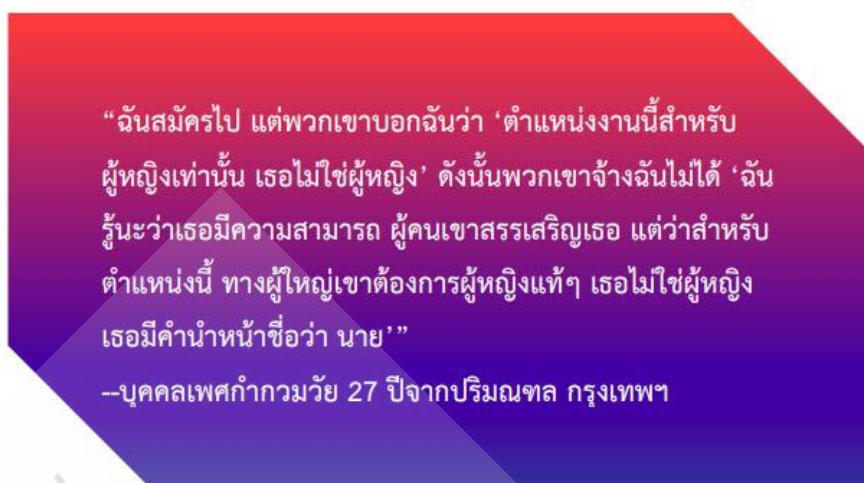 “ฉันสมัครไป แต่พวกเขาบอกฉันว่า ‘ตำแหน่งงานนี้สำหรับ
ผู้หญิงเท่านั้น เธอไม่ใช่ผู้หญิง’ ดังนั้นพวกเขาจ้างฉันไม่ได้ ‘ฉัน
รู้นะว่าเธอมีความสามารถ ผู้คนเขาสรรเสริญเธอ แต่ว่าสำหรับ
ตำแหน่งนี้ ทางผู้ใหญ่เขาต้องการผู้หญิงแท้ๆ เธอไม่ใช่ผู้หญิง
เธอมีคำนำหน้าชื่อว่า นาย’”
--บุคคลเพศกำกวมวัย 27 ปีจากปริมณฑล กรุงเทพฯ